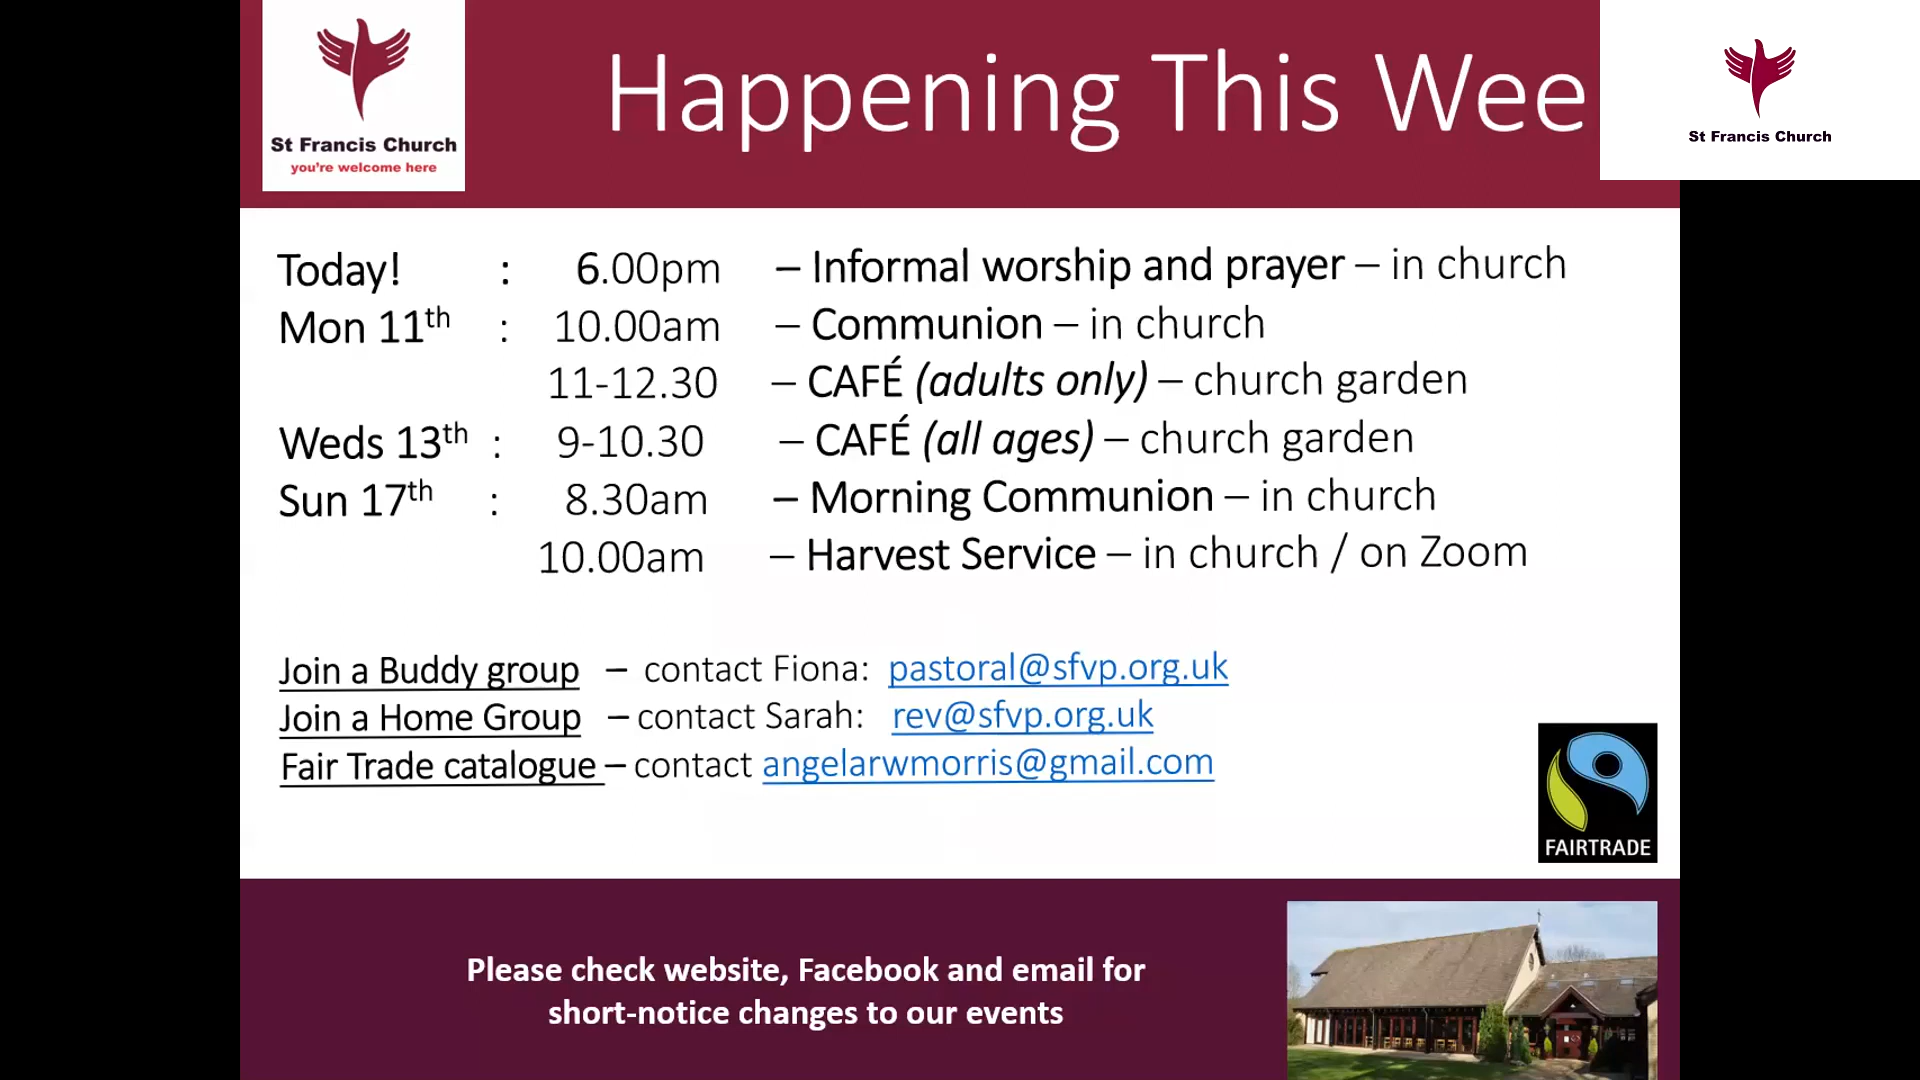 St Francis Church
you're welcome here
Happening This Wee
St Francis Church
Today! : 6.00pm – Informal worship and prayer – in church
Mon 11th : 10.00am – Communion – in church
11-12.30 – CAFÉ (adults only) – church garden
Weds 13th : 9-10.30 – CAFÉ (all ages) – church garden
Sun 17th : 8.30am – Morning Communion – in church
10.00am – Harvest Service – in church / on Zoom
Join a Buddy group – contact Fiona: pastoral@sfvp.org.uk
Join a Home Group – contact Sarah: rev@sfvp.org.uk
Fair Trade catalogue – contact angelarwmorris@gmail.com
FAIRTRADE
Please check website, Facebook and email for
short-notice changes to our events